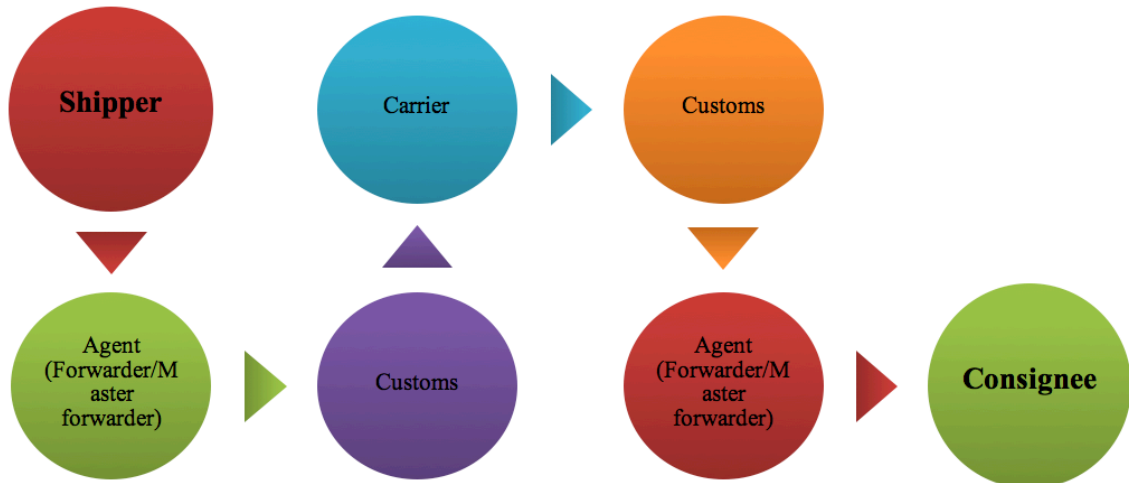 Shipper
Agent
(Forwarder/M
aster
forwarder)
Customs
Carrier
Customs
Agent
(Forwarder/M
aster
forwarder)
Consignee